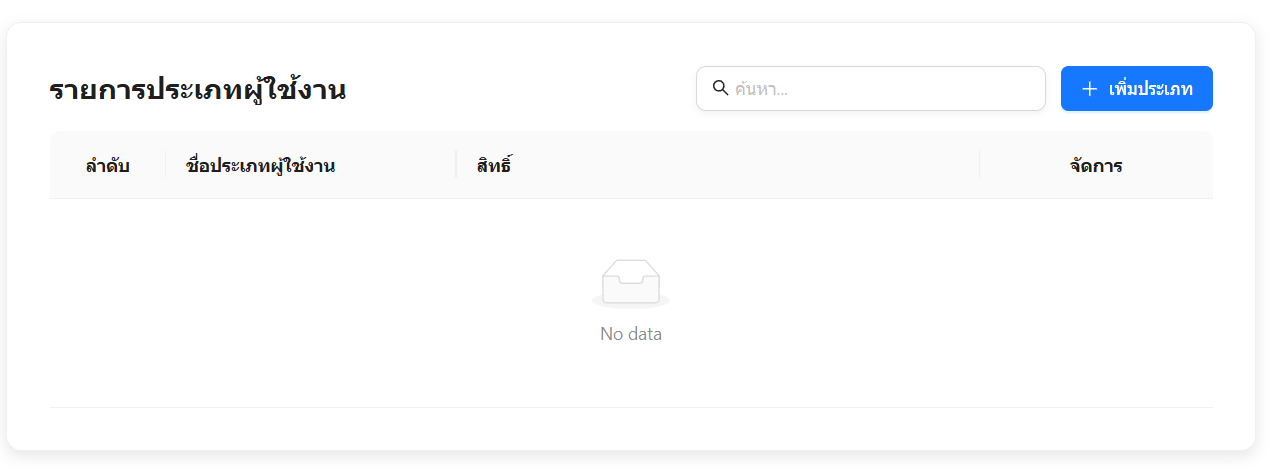 รายการประเภทผู้ใช้งาน
ค้นหา...
เพิ่มประเภท
ลำดับ ชื่อประเภทผู้ใช้งาน สิทธิ์ จัดการ
No data